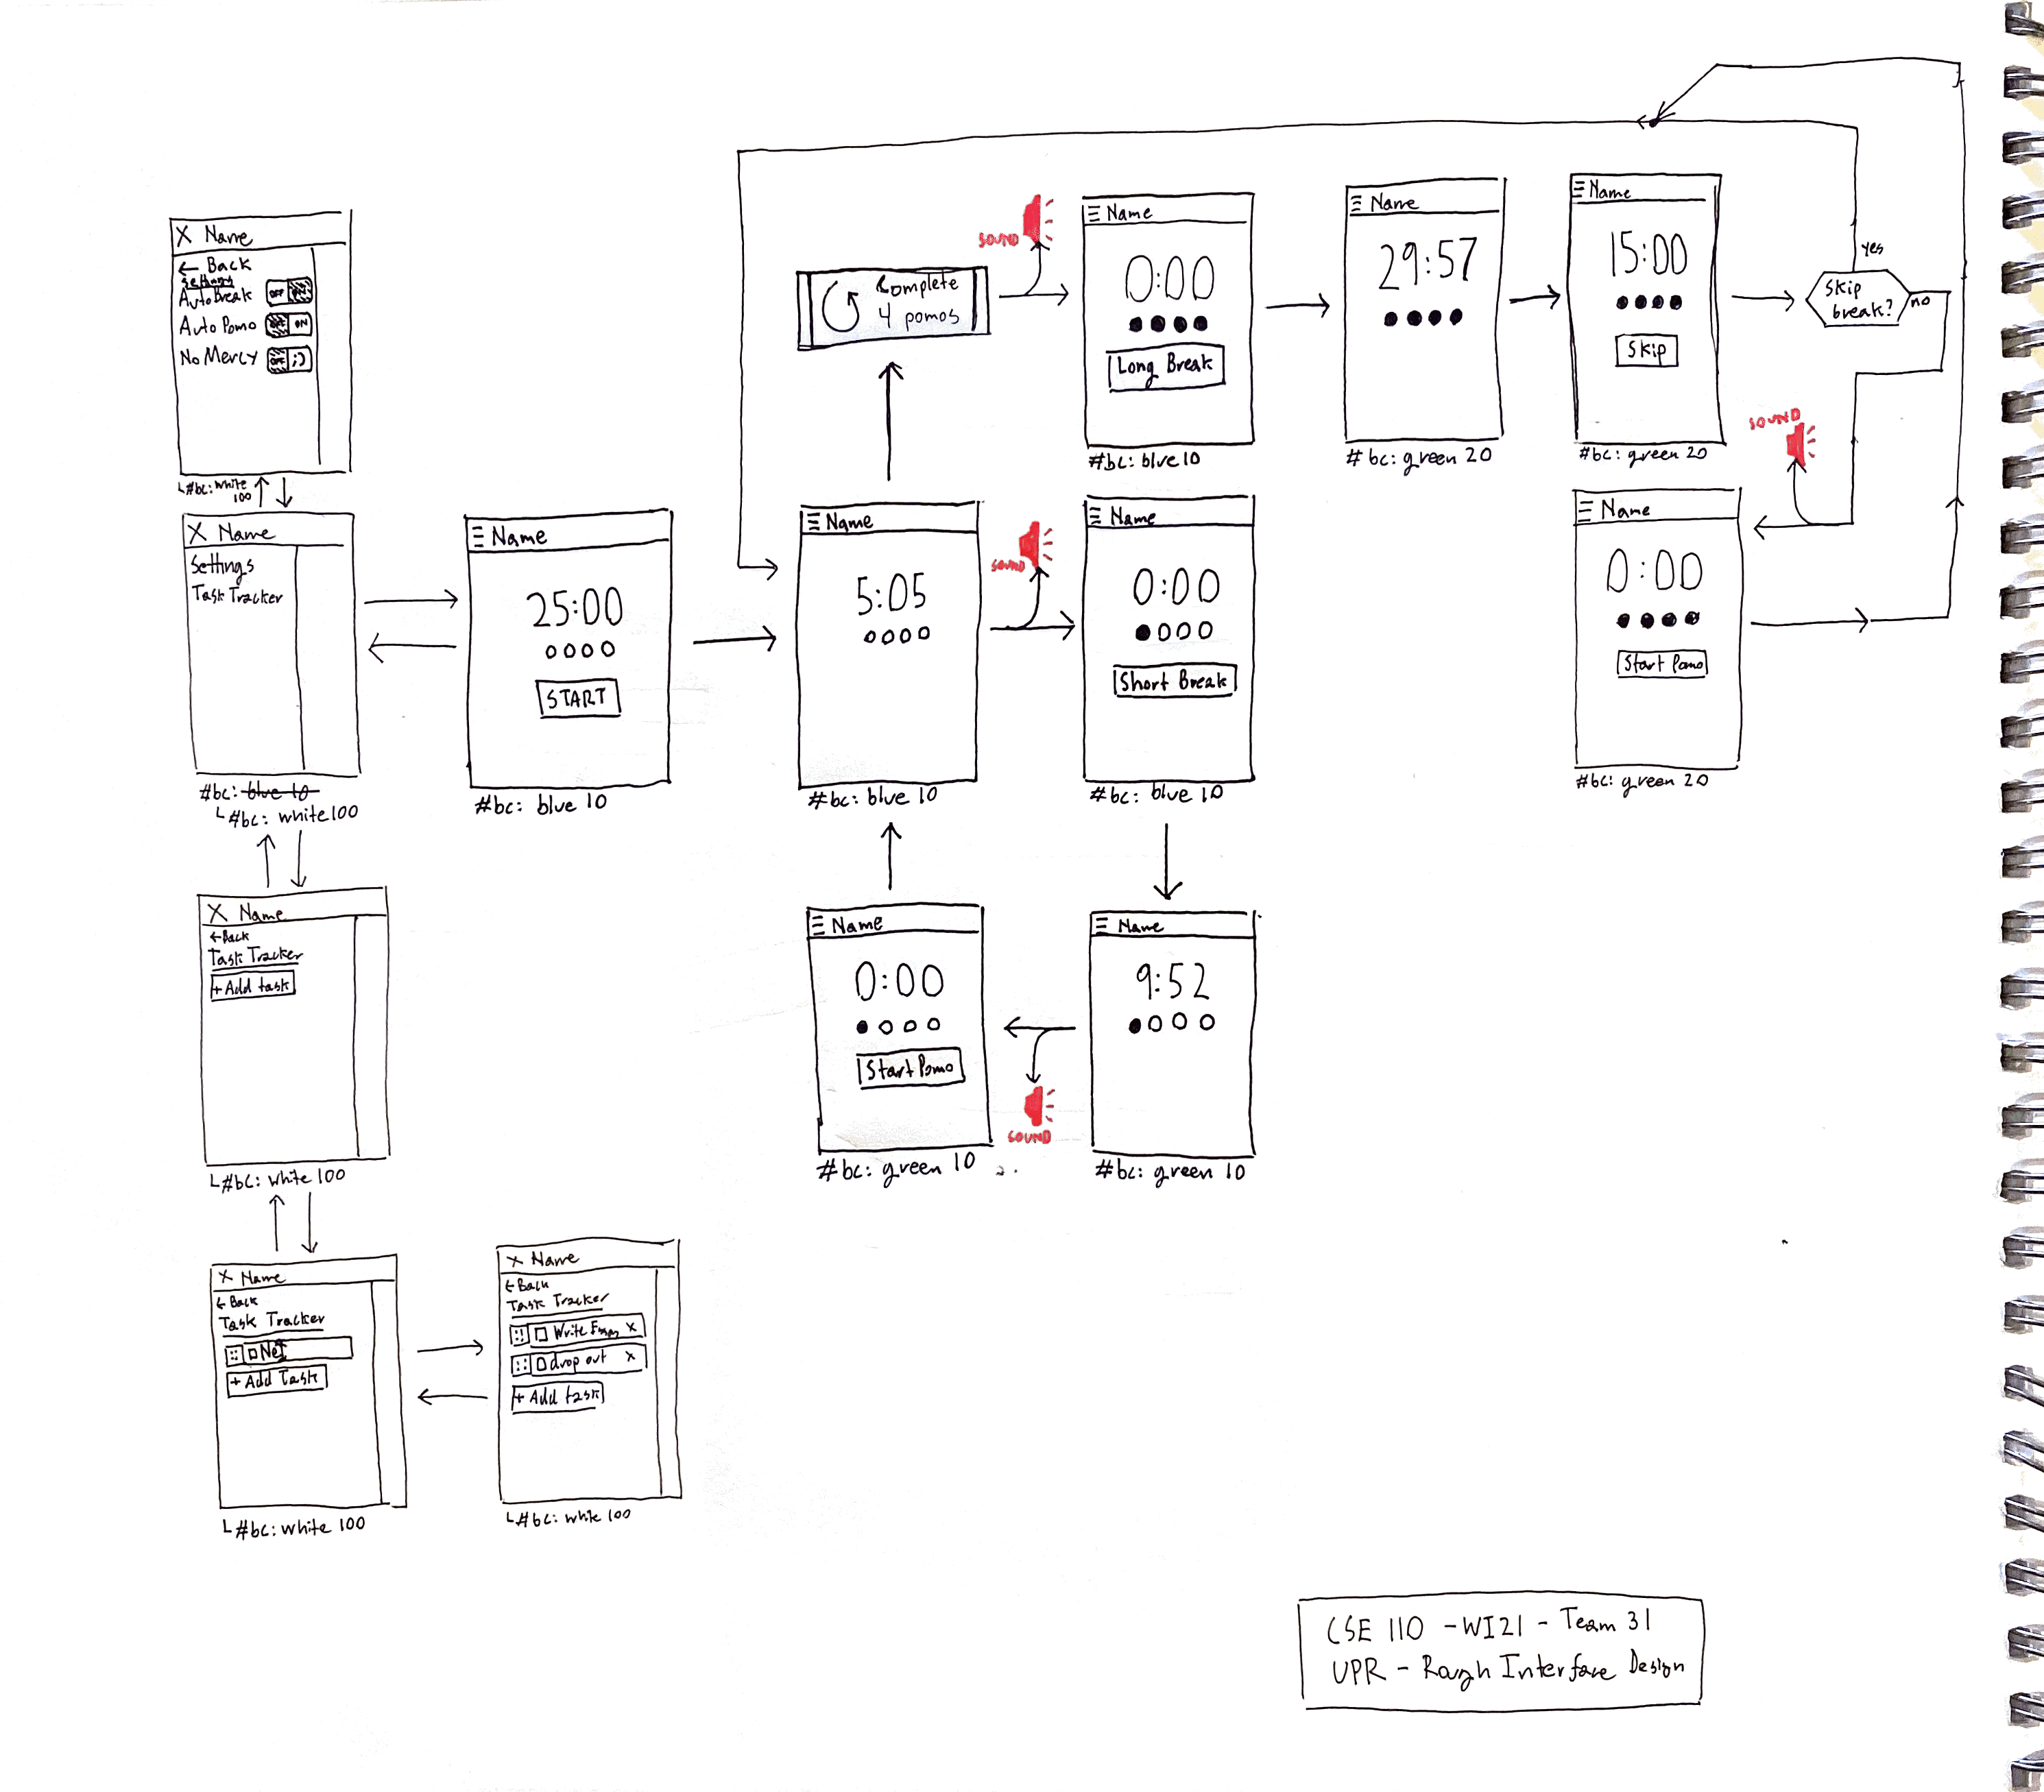 X Name
← Back
Settings
Auto Break OFF ON
Auto Pomo OFF ON
No Mercy OFF ;)
└#bc: white 100
X Name
Settings
Task Tracker
#bc: blue 10
└#bc: white 100
X Name
← Back
Task Tracker
+ Add task
└#bc: white 100
X Name
← Back
Task Tracker
Ne
+ Add Task
└#bc: white 100
X Name
← Back
Task Tracker
Write Essay x
drop out x
+ Add task
└#bc: white 100
☰ Name
25:00
START
#bc: blue 10
☰ Name
5:05
#bc: blue 10
Complete
4 pomos
SOUND
☰ Name
0:00
Long Break
#bc: blue 10
☰ Name
29:57
#bc: green 20
☰ Name
15:00
Skip
#bc: green 20
Skip
break?
yes
no
SOUND
☰ Name
0:00
Start Pomo
#bc: green 20
SOUND
☰ Name
0:00
Short Break
#bc: blue 10
☰ Name
9:52
#bc: green 10
SOUND
☰ Name
0:00
Start Pomo
#bc: green 10
CSE 110 - WI21 - Team 31
UPR - Rough Interface Design